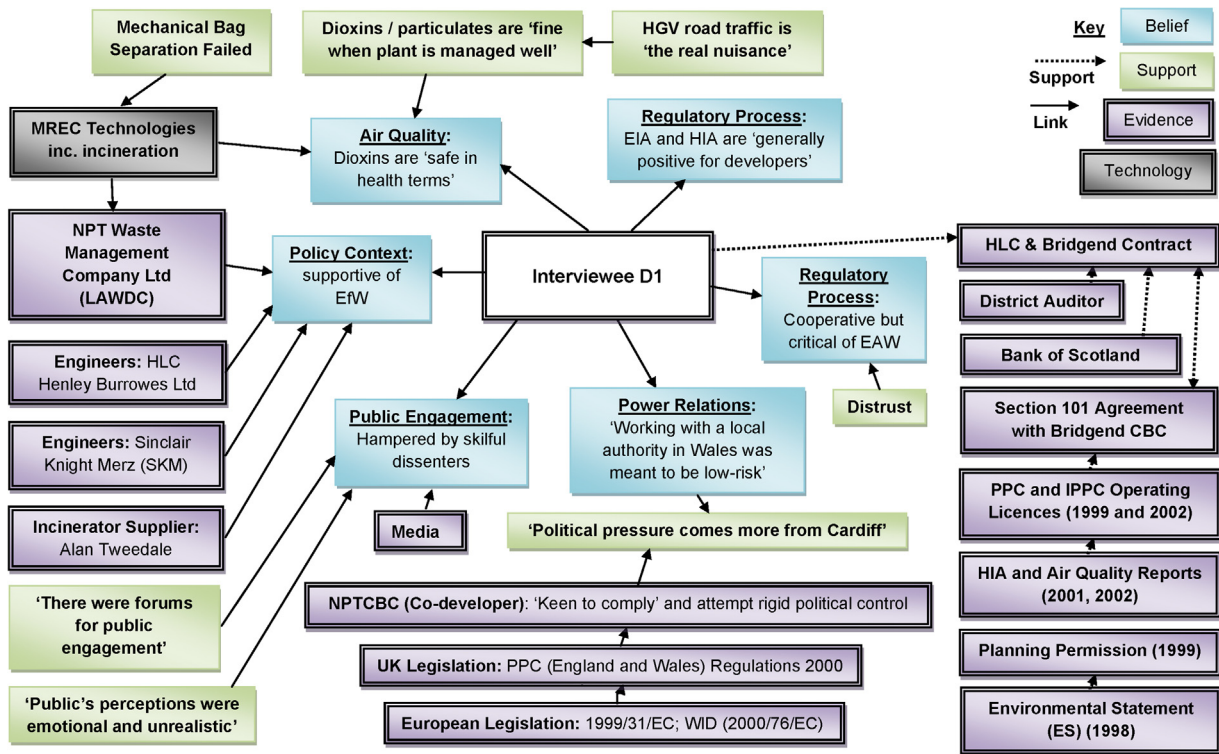 Mechanical Bag
Separation Failed
Dioxins / particulates are ‘fine
when plant is managed well’
HGV road traffic is
‘the real nuisance’
Key
Belief
Support
Support
Link
Evidence
Technology
MREC Technologies
inc. incineration
Air Quality:
Dioxins are ‘safe in
health terms’
Regulatory Process:
EIA and HIA are ‘generally
positive for developers’
NPT Waste
Management
Company Ltd
(LAWDC)
Policy Context:
supportive of
EfW
Interviewee D1
Regulatory
Process:
Cooperative but
critical of EAW
HLC & Bridgend Contract
District Auditor
Bank of Scotland
Engineers: HLC
Henley Burrowes Ltd
Public Engagement:
Hampered by skilful
dissenters
Power Relations:
‘Working with a local
authority in Wales was
meant to be low-risk’
Distrust
Section 101 Agreement
with Bridgend CBC
Engineers: Sinclair
Knight Merz (SKM)
PPC and IPPC Operating
Licences (1999 and 2002)
Incinerator Supplier:
Alan Tweedale
Media
‘Political pressure comes more from Cardiff’
HIA and Air Quality Reports
(2001, 2002)
‘There were forums
for public
engagement’
NPTCBC (Co-developer): ‘Keen to comply’ and attempt rigid political control
Planning Permission (1999)
UK Legislation: PPC (England and Wales) Regulations 2000
‘Public’s perceptions were
emotional and unrealistic’
European Legislation: 1999/31/EC; WID (2000/76/EC)
Environmental Statement
(ES) (1998)